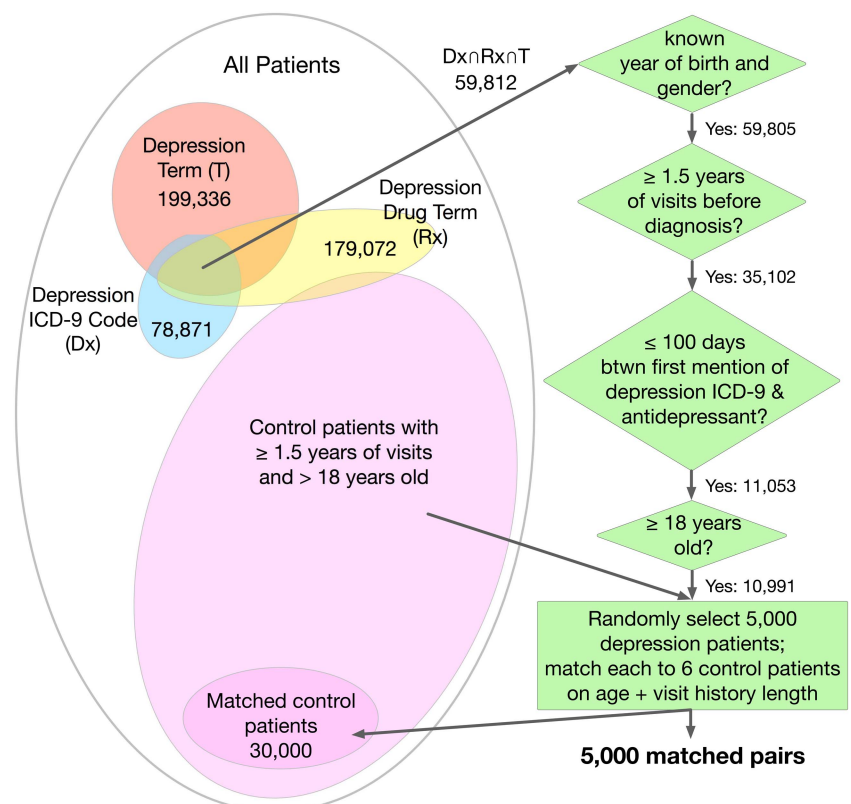 All Patients
Depression
Term (T)
199,336
Depression
Drug Term
(Rx)
179,072
Depression
ICD-9 Code
(Dx)
78,871
Control patients with
≥ 1.5 years of visits
and > 18 years old
Matched control
patients
30,000
Dx∩Rx∩T
59,812
known
year of birth and
gender?
Yes: 59,805
≥ 1.5 years
of visits before
diagnosis?
Yes: 35,102
≤ 100 days
btwn first mention of
depression ICD-9 &
antidepressant?
Yes: 11,053
≥ 18 years
old?
Yes: 10,991
Randomly select 5,000
depression patients;
match each to 6 control patients
on age + visit history length
5,000 matched pairs